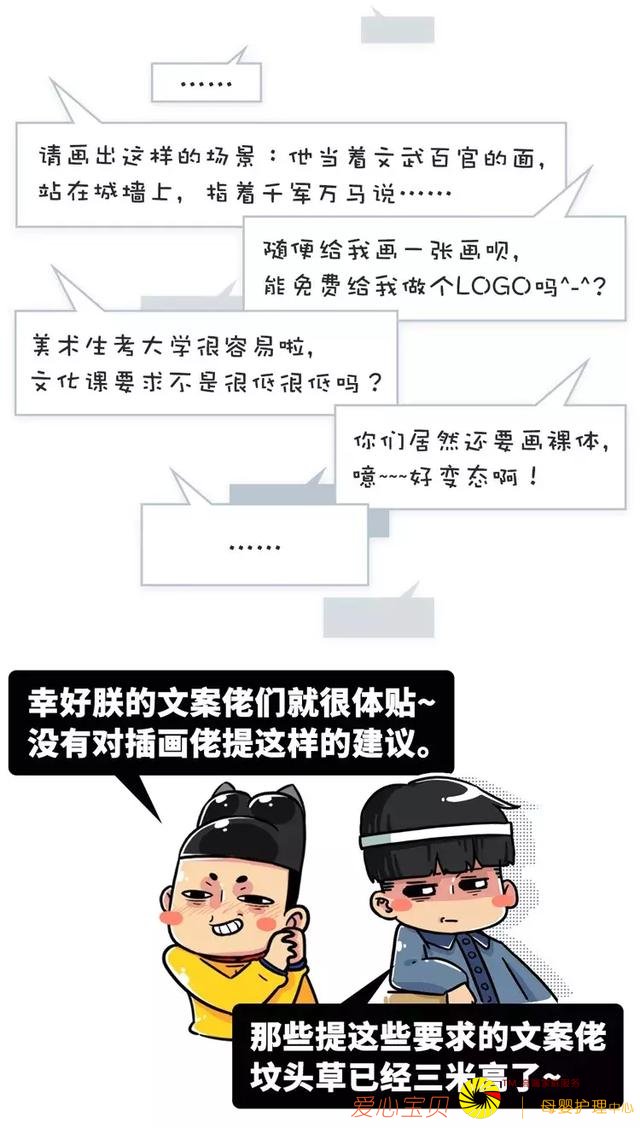 ……
请画出这样的场景：他当着文武百官的面，
站在城墙上，指着千军万马说……
随便给我画一张画呗，
能免费给我做个LOGO吗^-^?
美术生考大学很容易啦，
文化课要求不是很低很低吗？
你们居然还要画裸体，
噫~~~好变态啊！
……
幸好朕的文案佬们就很体贴~
没有对插画佬提这样的建议。
那些提这些要求的文案佬
坟头草已经三米高了~
爱心宝贝 | 母婴护理中心